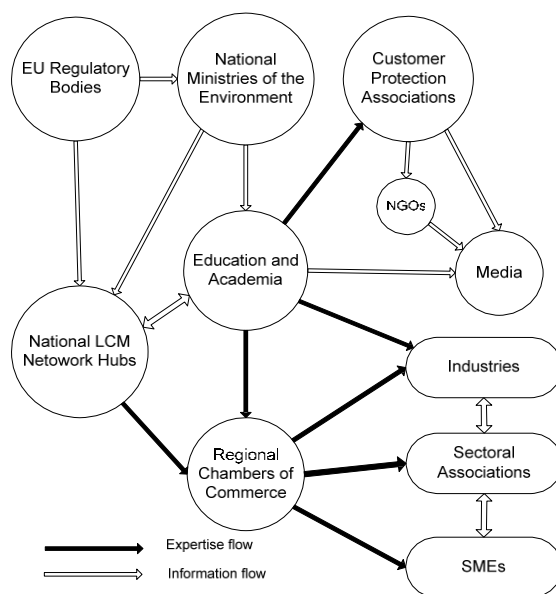 EU Regulatory
Bodies
National
Ministries of the
Environment
Customer
Protection
Associations
NGOs
Education and
Academia
Media
National LCM
Netowork Hubs
Industries
Regional
Chambers of
Commerce
Sectoral
Associations
SMEs
Expertise flow
Information flow